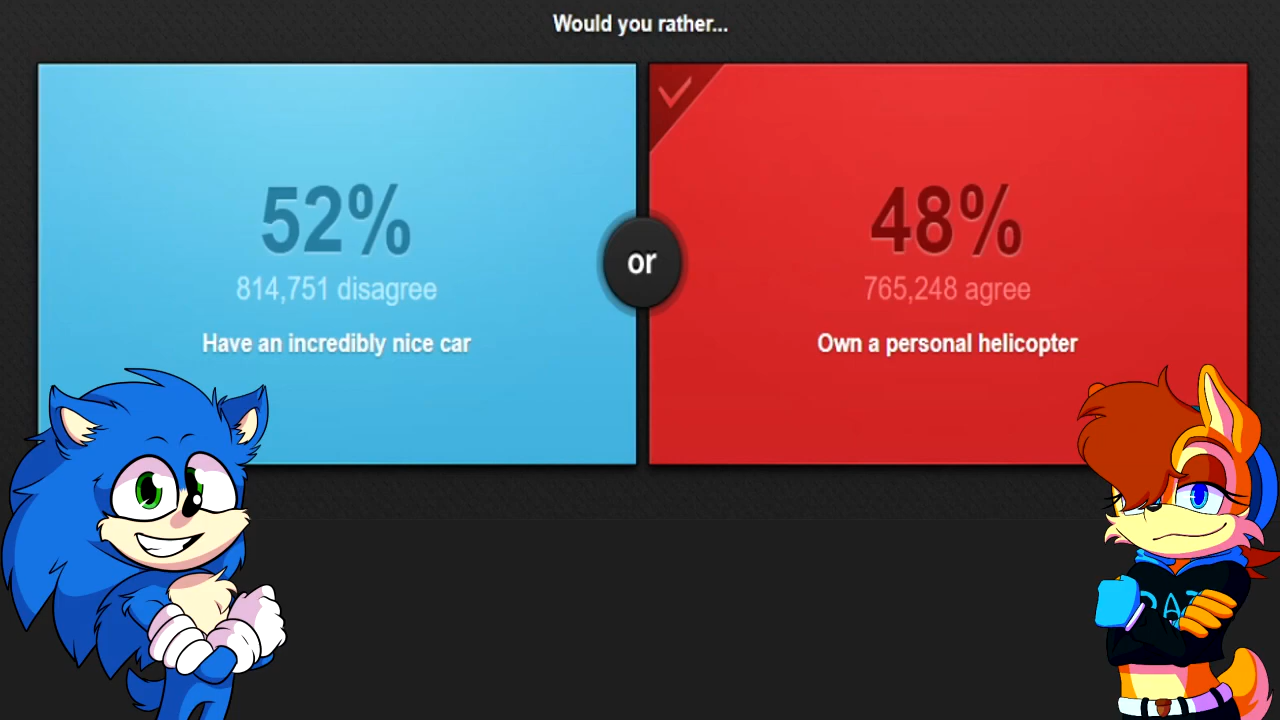 Would you rather...
52%
814,751 disagree
Have an incredibly nice car
or
48%
765,248 agree
Own a personal helicopter